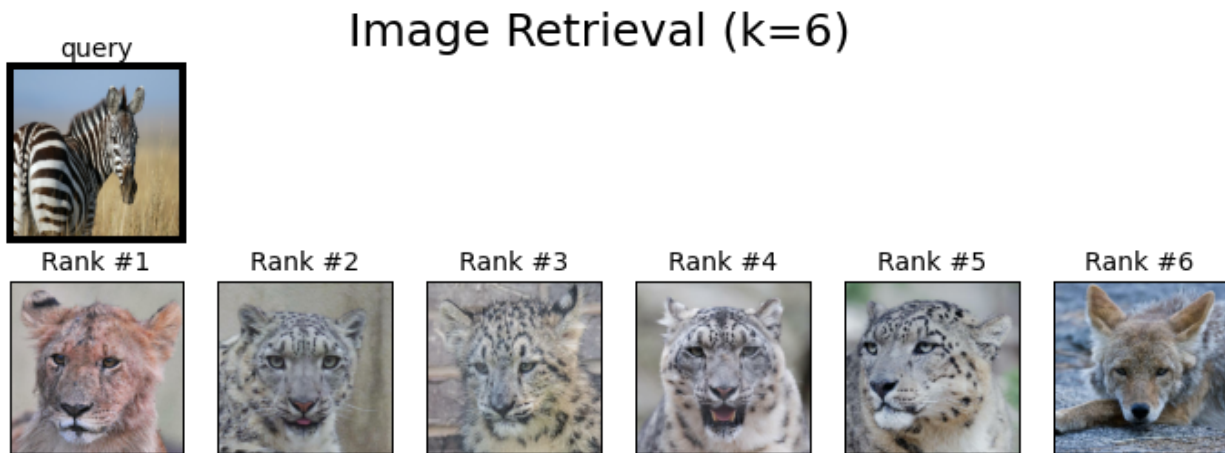 Image Retrieval (k=6)
query
Rank #1
Rank #2
Rank #3
Rank #4
Rank #5
Rank #6